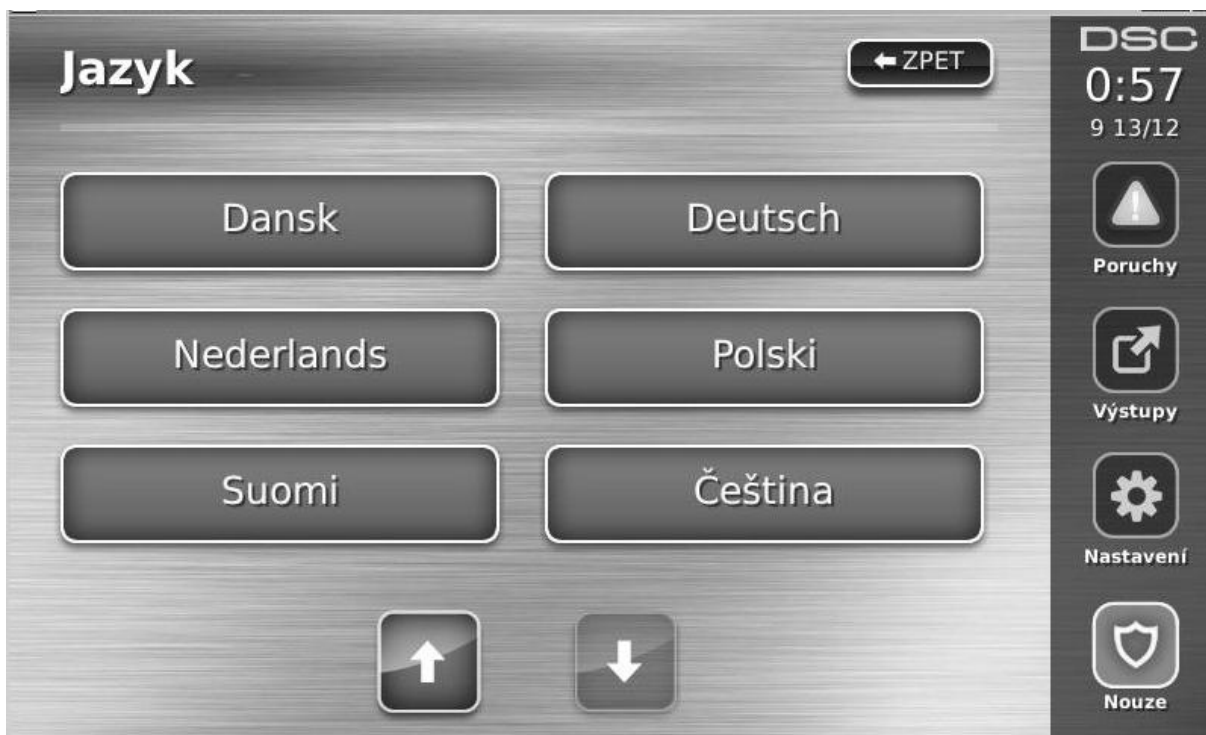 Jazyk
ZPET
Dansk
Deutsch
Nederlands
Polski
Suomi
Čeština
DSC
0:57
9 13/12
Poruchy
Výstupy
Nastavení
Nouze